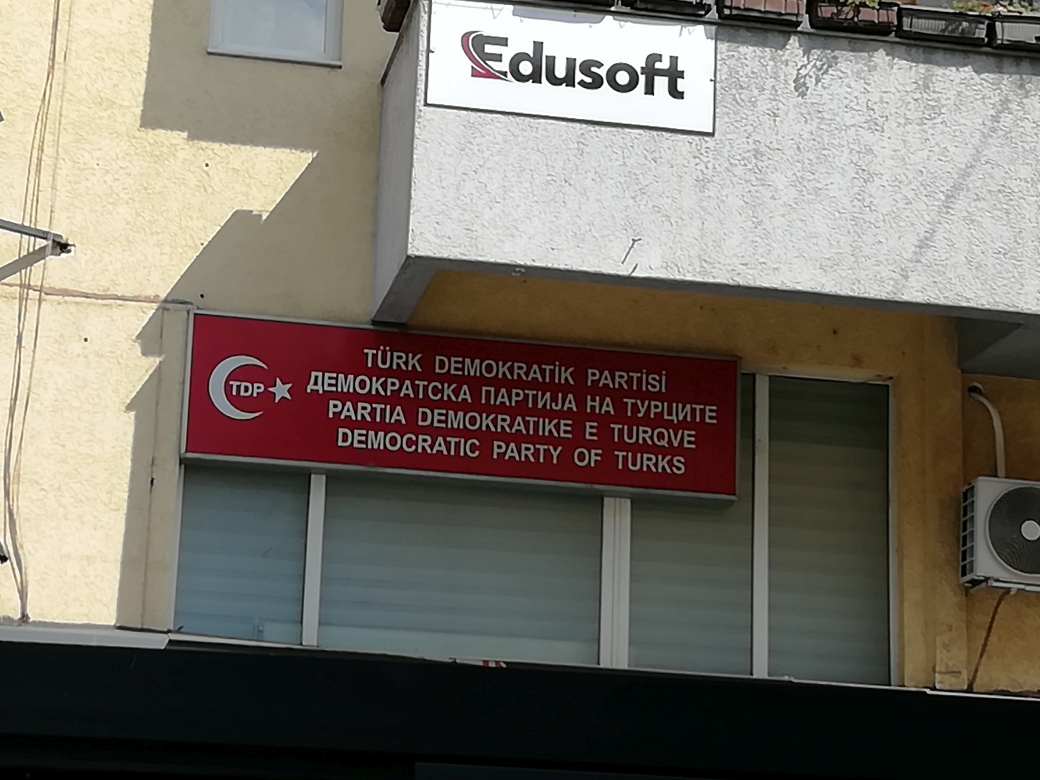 Edusoft
TDP
TÜRK DEMOKRATİK PARTİSİ
ДЕМОКРАТСКА ПАРТИЈА НА ТУРЦИТЕ
PARTIA DEMOKRATIKE E TURQVE
DEMOCRATIC PARTY OF TURKS